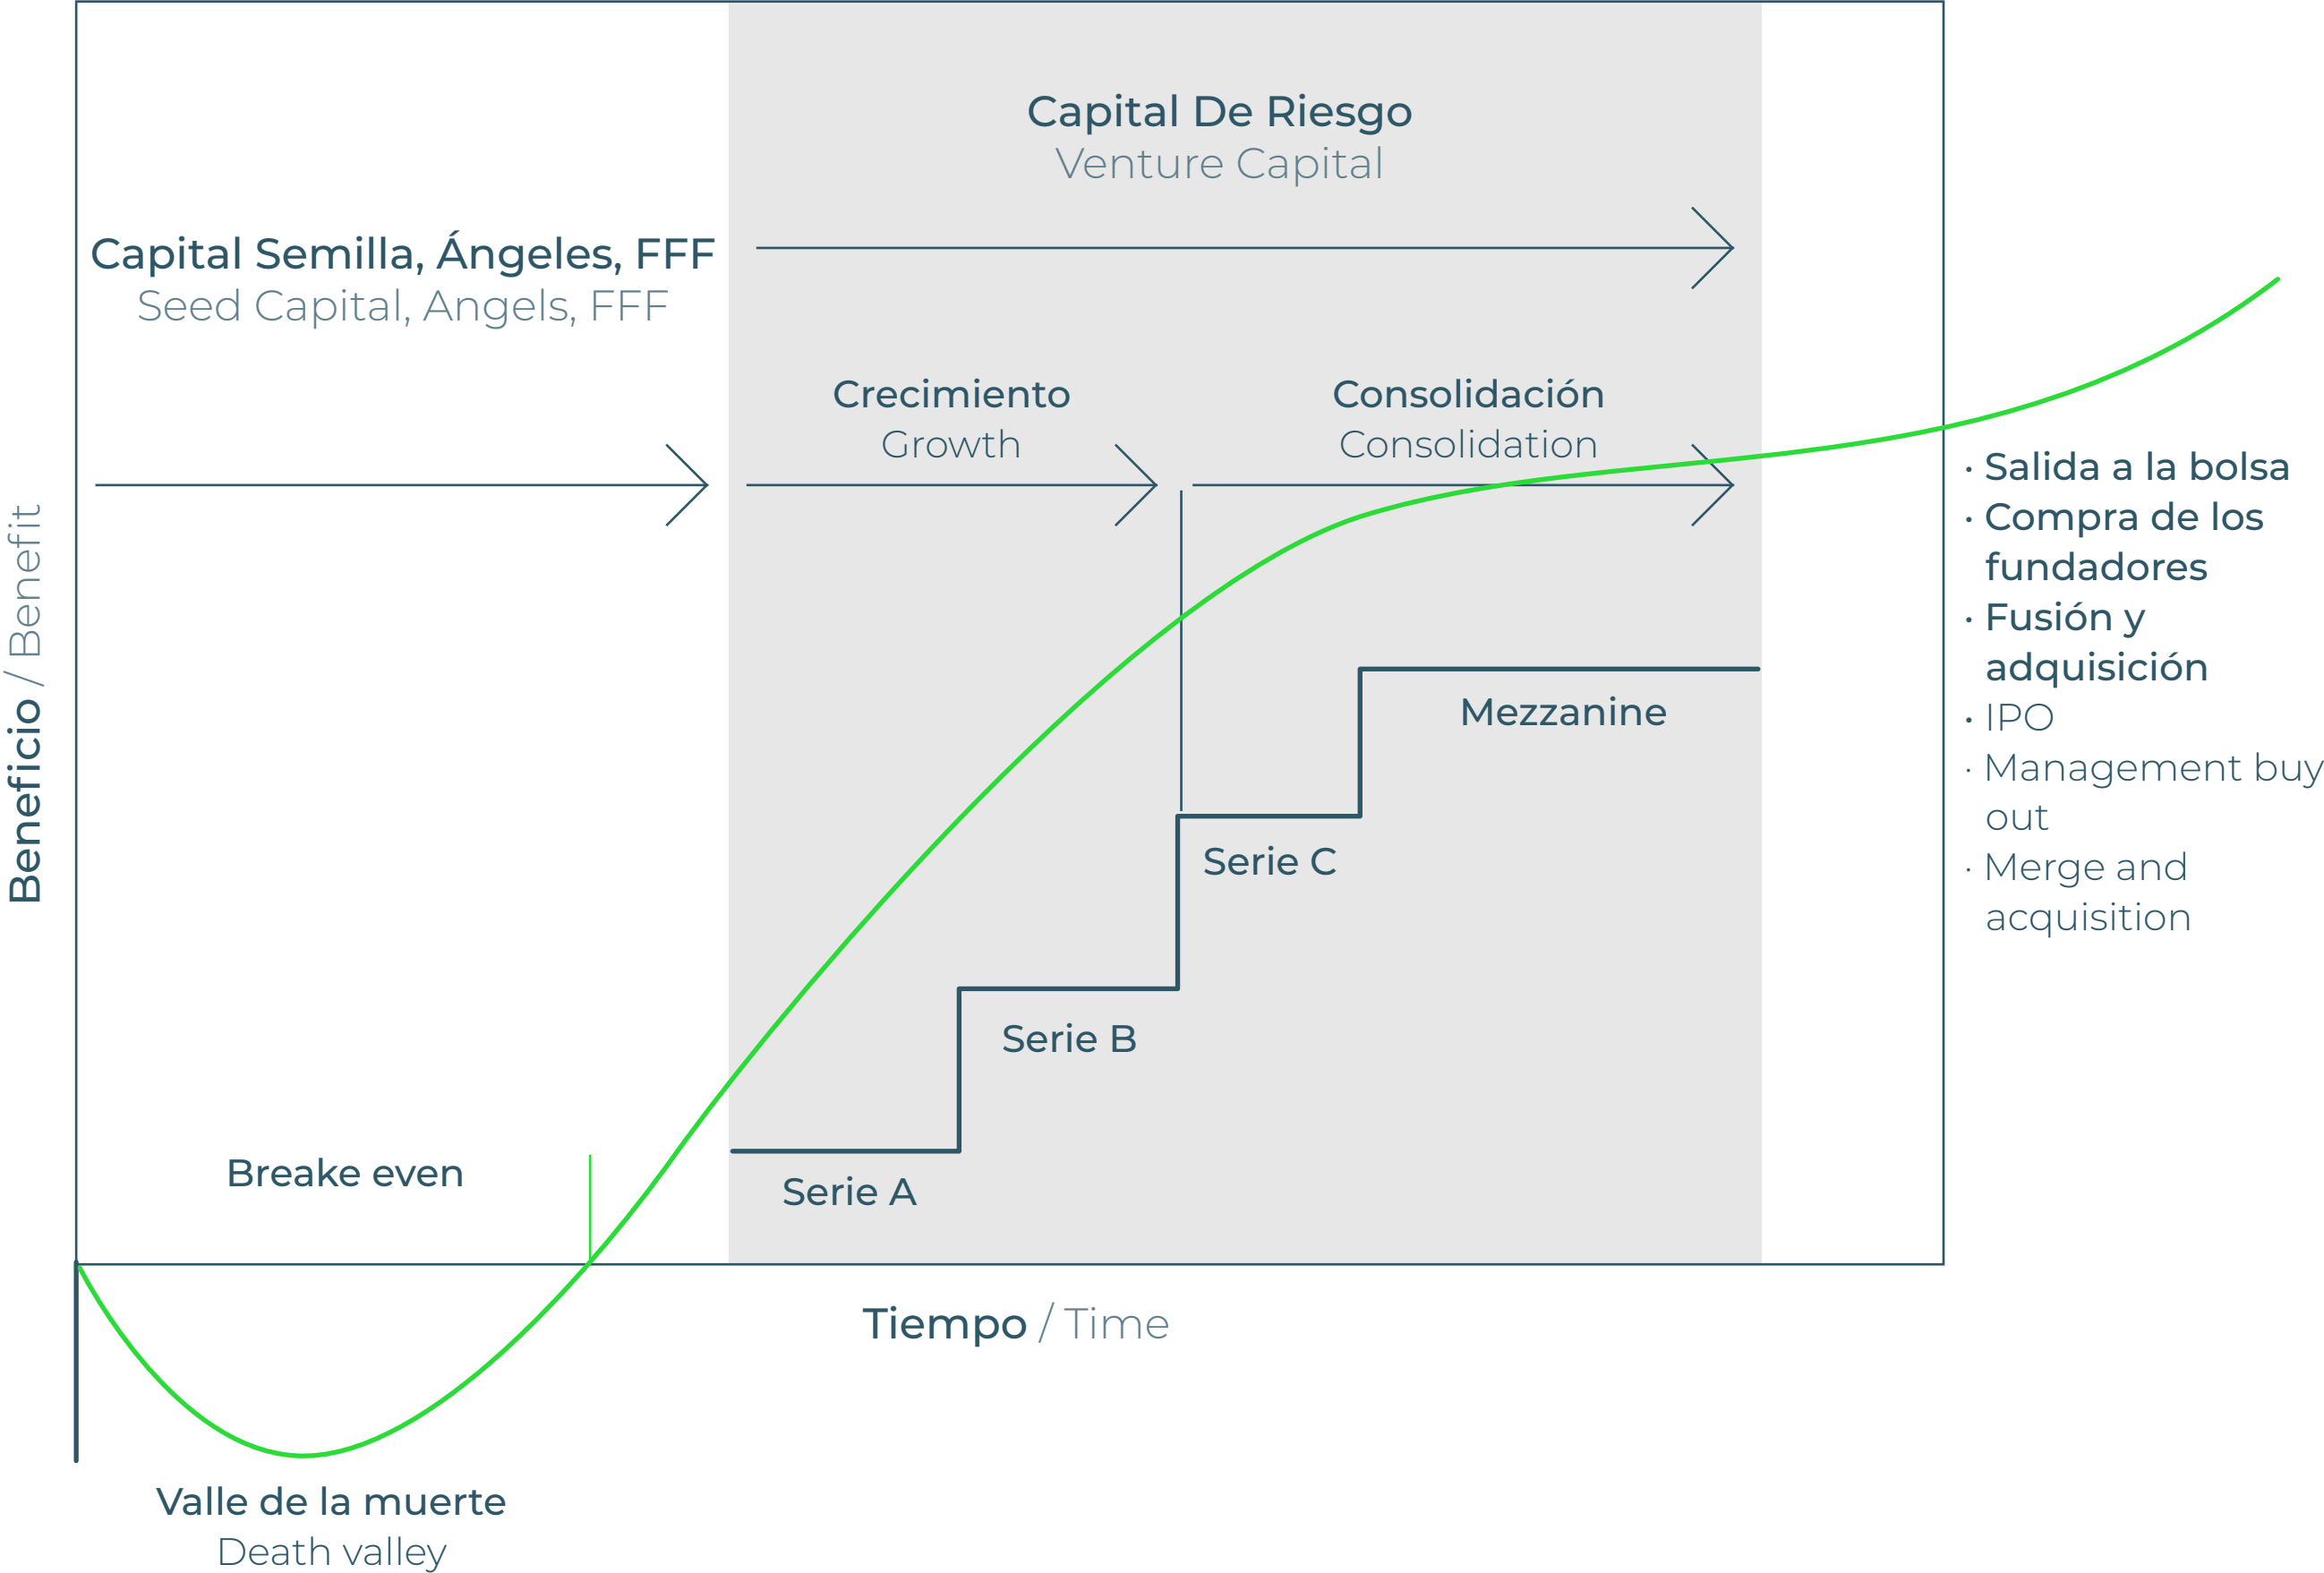 Capital De Riesgo
Venture Capital
Capital Semilla, Ángeles, FFF
Seed Capital, Angels, FFF
Crecimiento
Growth
Consolidación
Consolidation
Beneficio / Benefit
· Salida a la bolsa
· Compra de los
fundadores
· Fusión y
adquisición
· IPO
· Management buy
out
· Merge and
acquisition
Mezzanine
Serie C
Serie B
Serie A
Breake even
Tiempo / Time
Valle de la muerte
Death valley